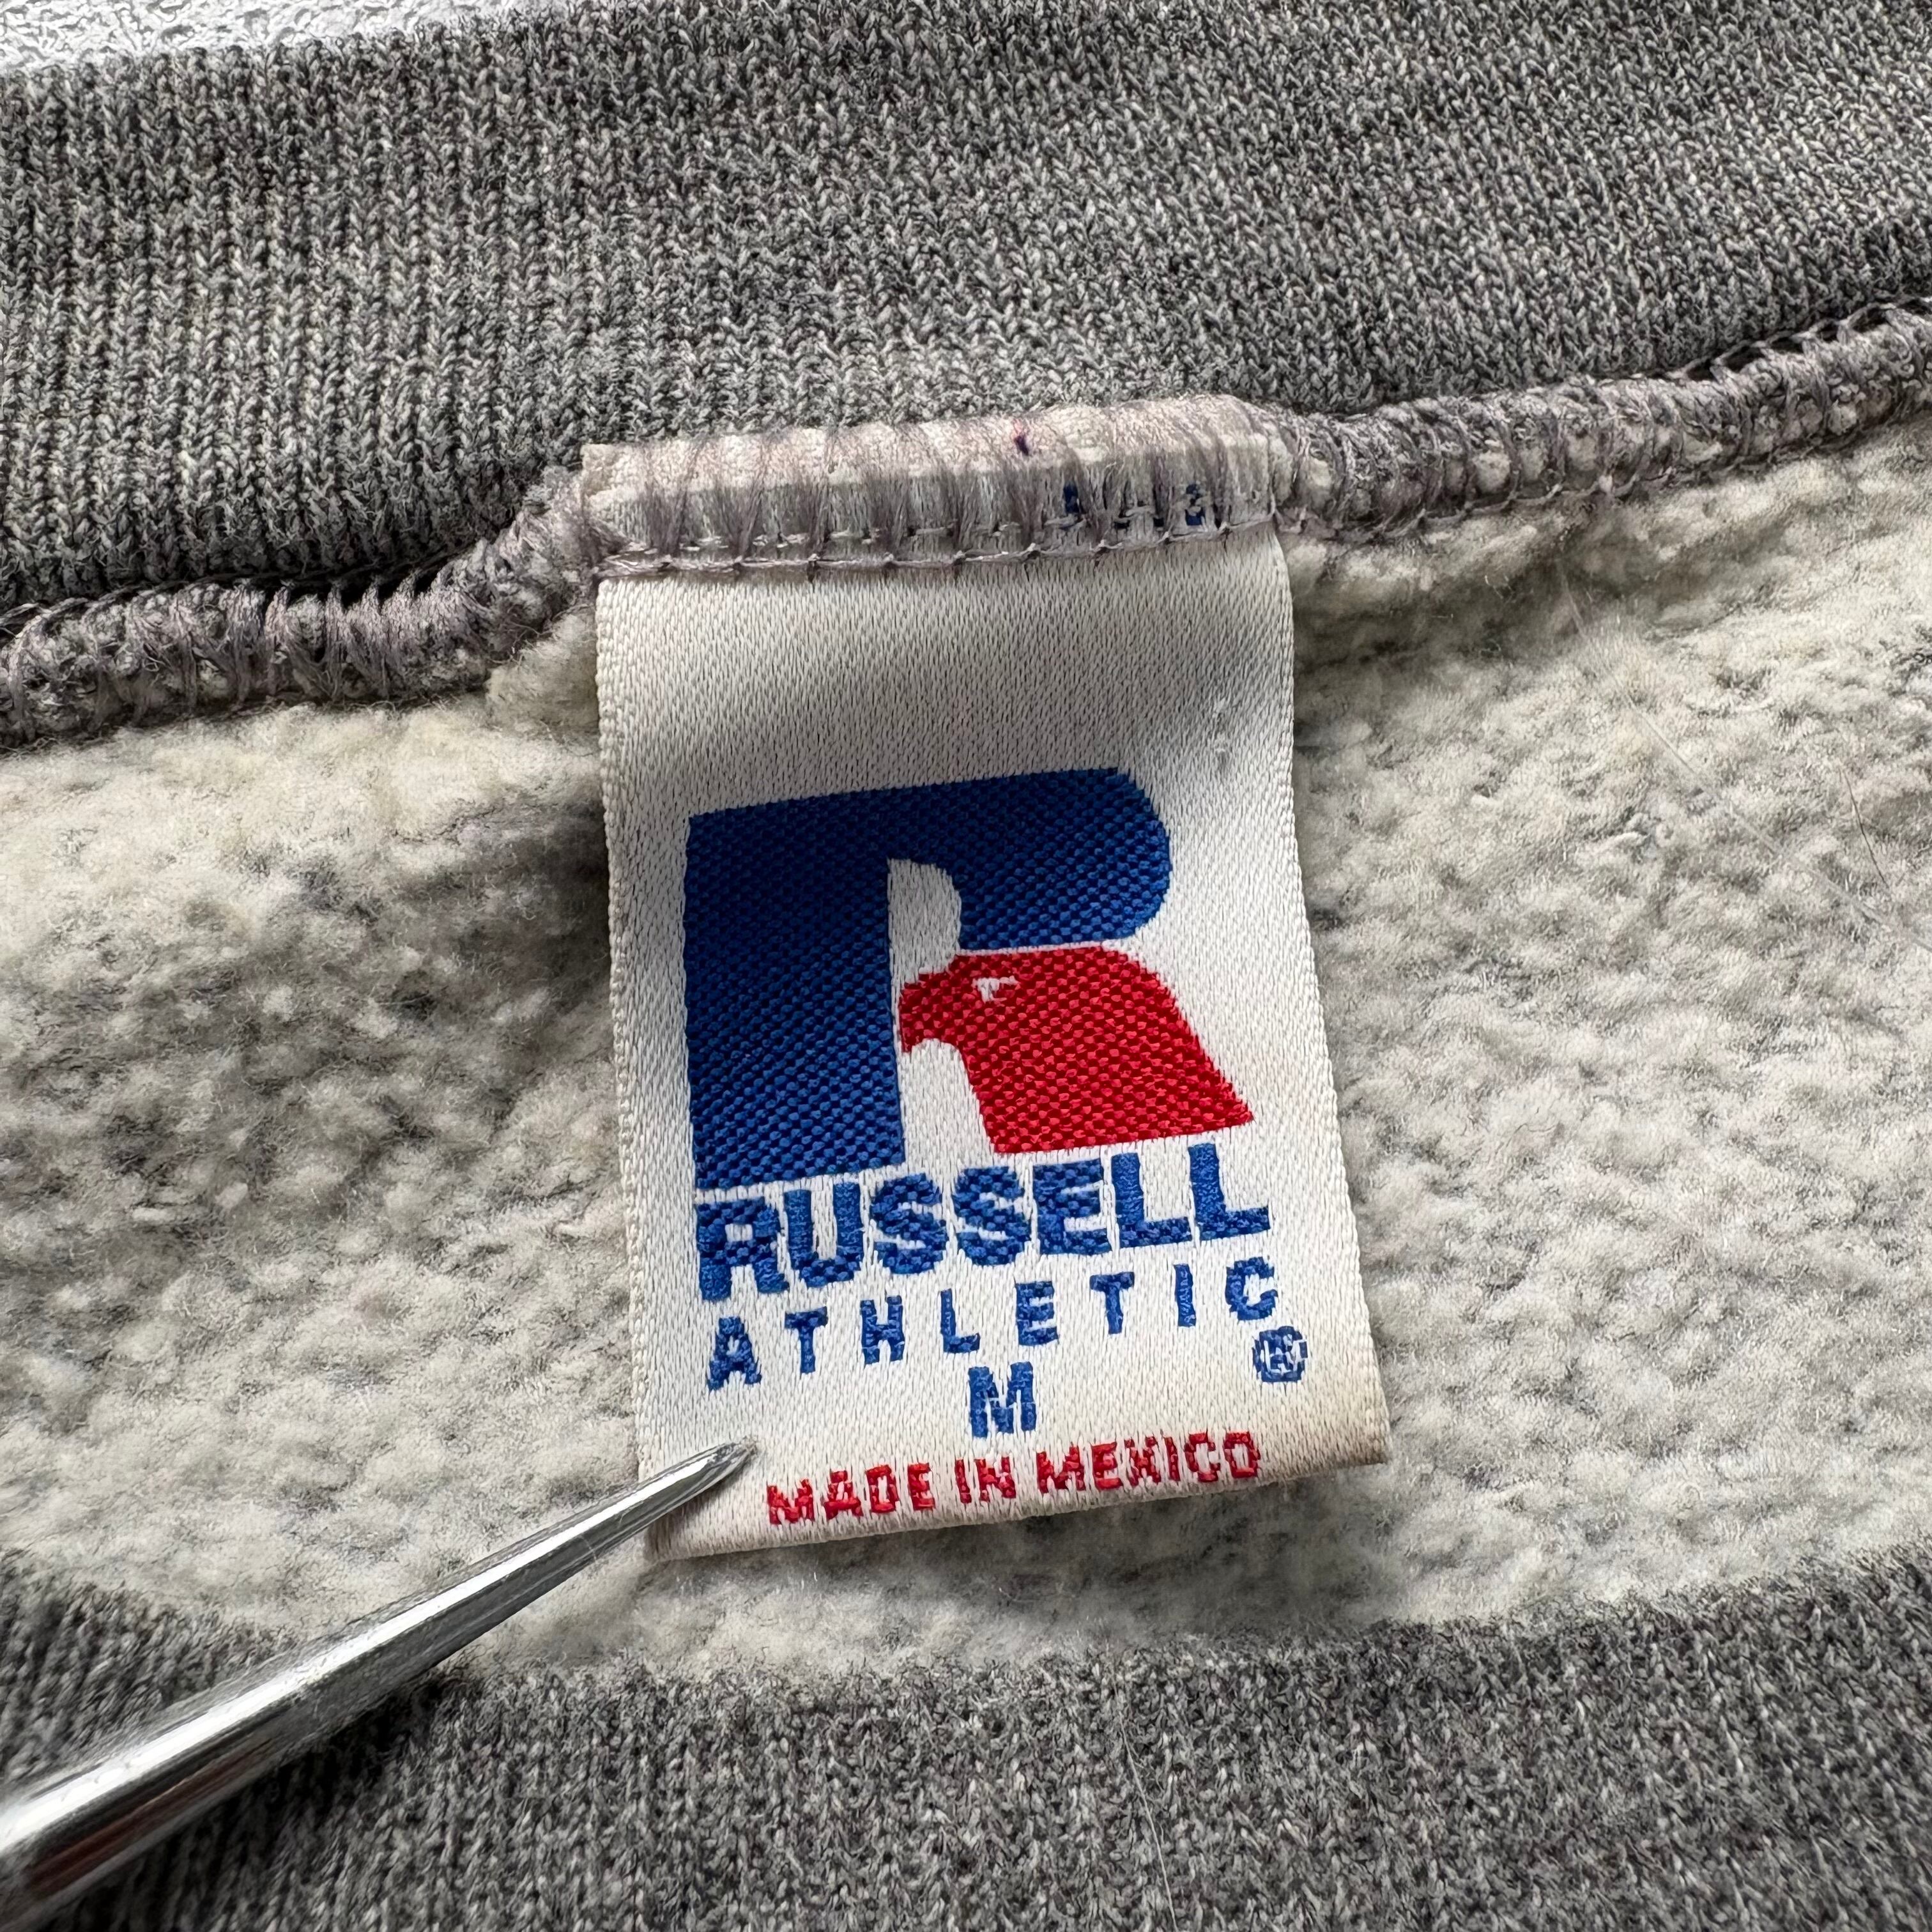 RUSSELL
ATHLETIC
®
M
MADE IN MEXICO